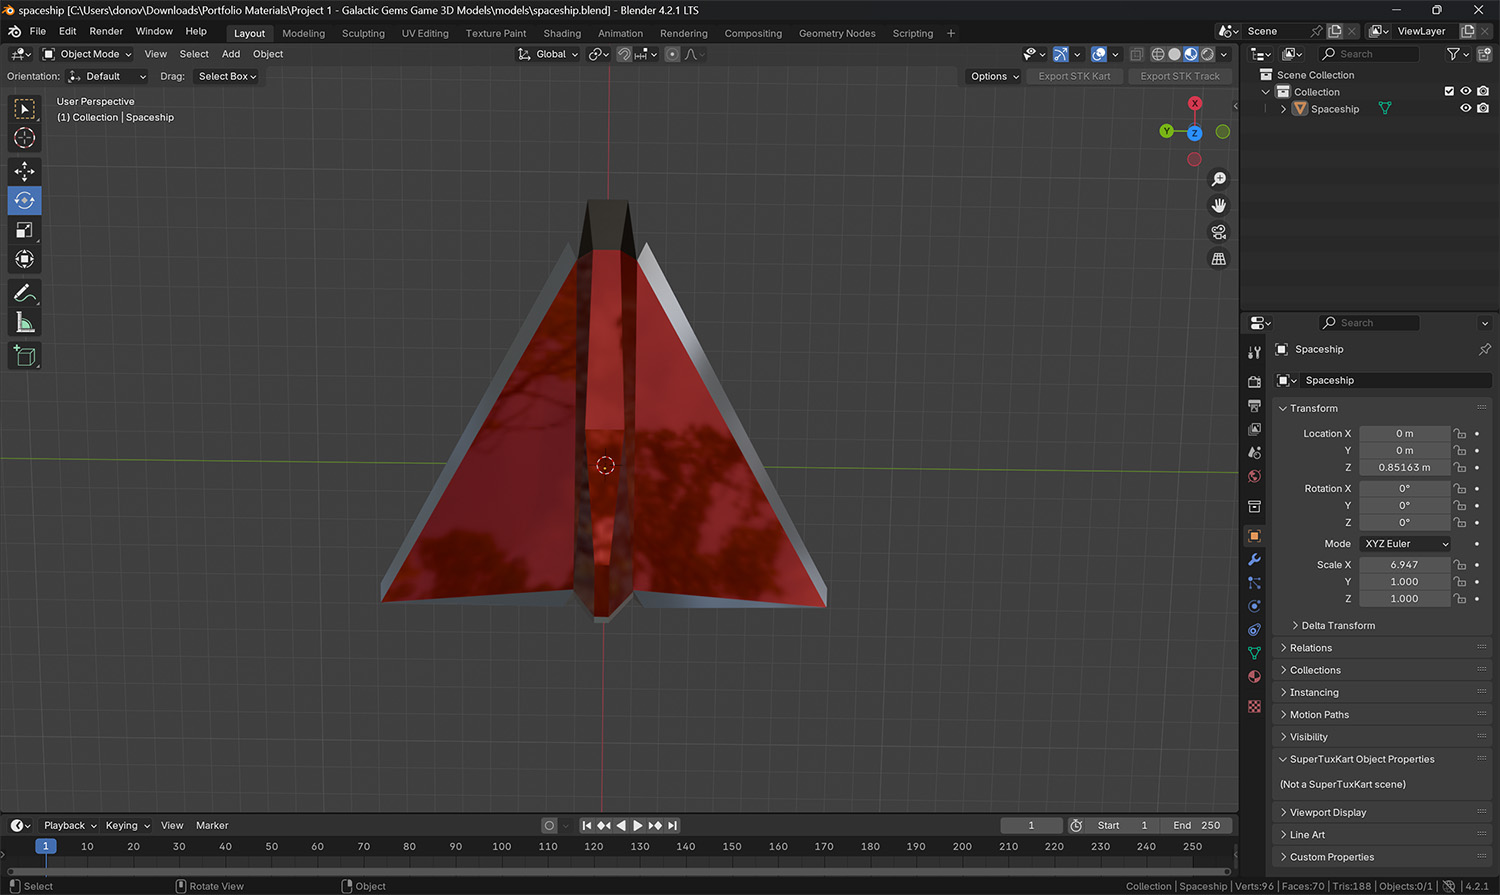 spaceship [C:\Users\donov\Downloads\Portfolio Materials\Project 1 - Galactic Gems Game 3D Models\models\spaceship.blend] - Blender 4.2.1 LTS
File Edit Render Window Help Layout Modeling Sculpting UV Editing Texture Paint Shading Animation Rendering Compositing Geometry Nodes Scripting + Scene ViewLayer
Object Mode View Select Add Object Global Search
Orientation: Default Drag: Select Box Options Export STK Kart Export STK Track
Scene Collection
Collection
Spaceship
User Perspective
(1) Collection | Spaceship
X
Y
Z
Search
Spaceship
Spaceship
Transform
Location X 0 m
Y 0 m
Z 0.85163 m
Rotation X 0°
Y 0°
Z 0°
Mode XYZ Euler
Scale X 6.947
Y 1.000
Z 1.000
Delta Transform
Relations
Collections
Instancing
Motion Paths
Visibility
SuperTuxKart Object Properties
(Not a SuperTuxKart scene)
Viewport Display
Line Art
Custom Properties
Playback Keying View Marker 1 Start 1 End 250
1 10 20 30 40 50 60 70 80 90 100 110 120 130 140 150 160 170 180 190 200 210 220 230 240 250
Select Rotate View Object Collection | Spaceship | Verts:96 | Faces:70 | Tris:188 | Objects:0/1 | 4.2.1